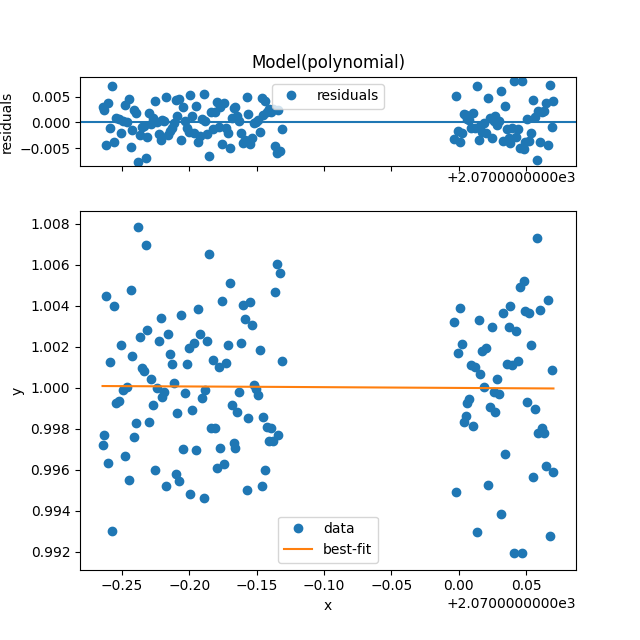 Model(polynomial)
residuals
0.005
0.000
−0.005
residuals
+2.0700000000e3
y
1.008
1.006
1.004
1.002
1.000
0.998
0.996
0.994
0.992
data
best-fit
−0.25 −0.20 −0.15 −0.10 −0.05 0.00 0.05
x
+2.0700000000e3